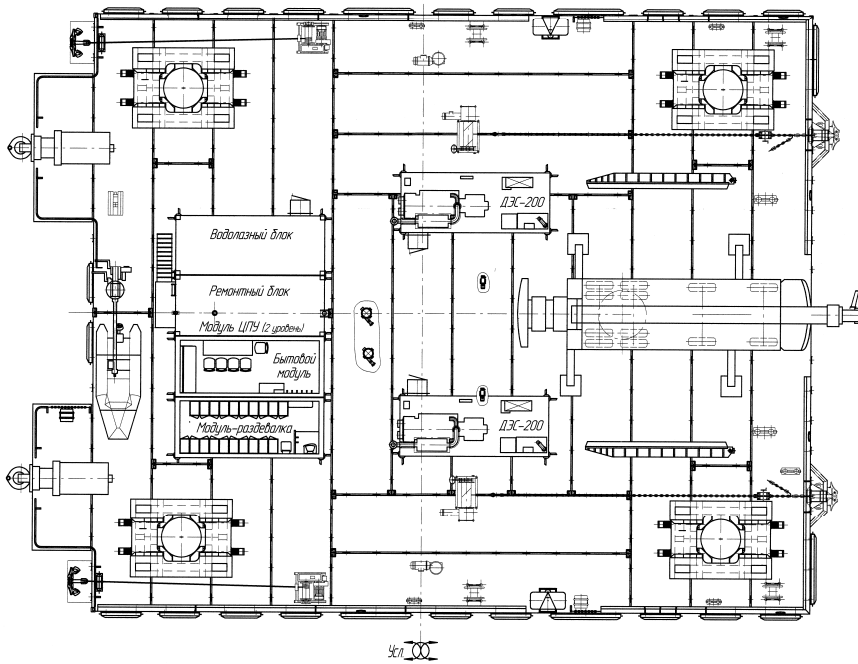 ДЭС-200
Водолазный блок
Ремонтный блок
Модуль ЦПУ (2 уровень)
Бытовой
модуль
Модуль-раздевалка
ДЭС-200
Усл.